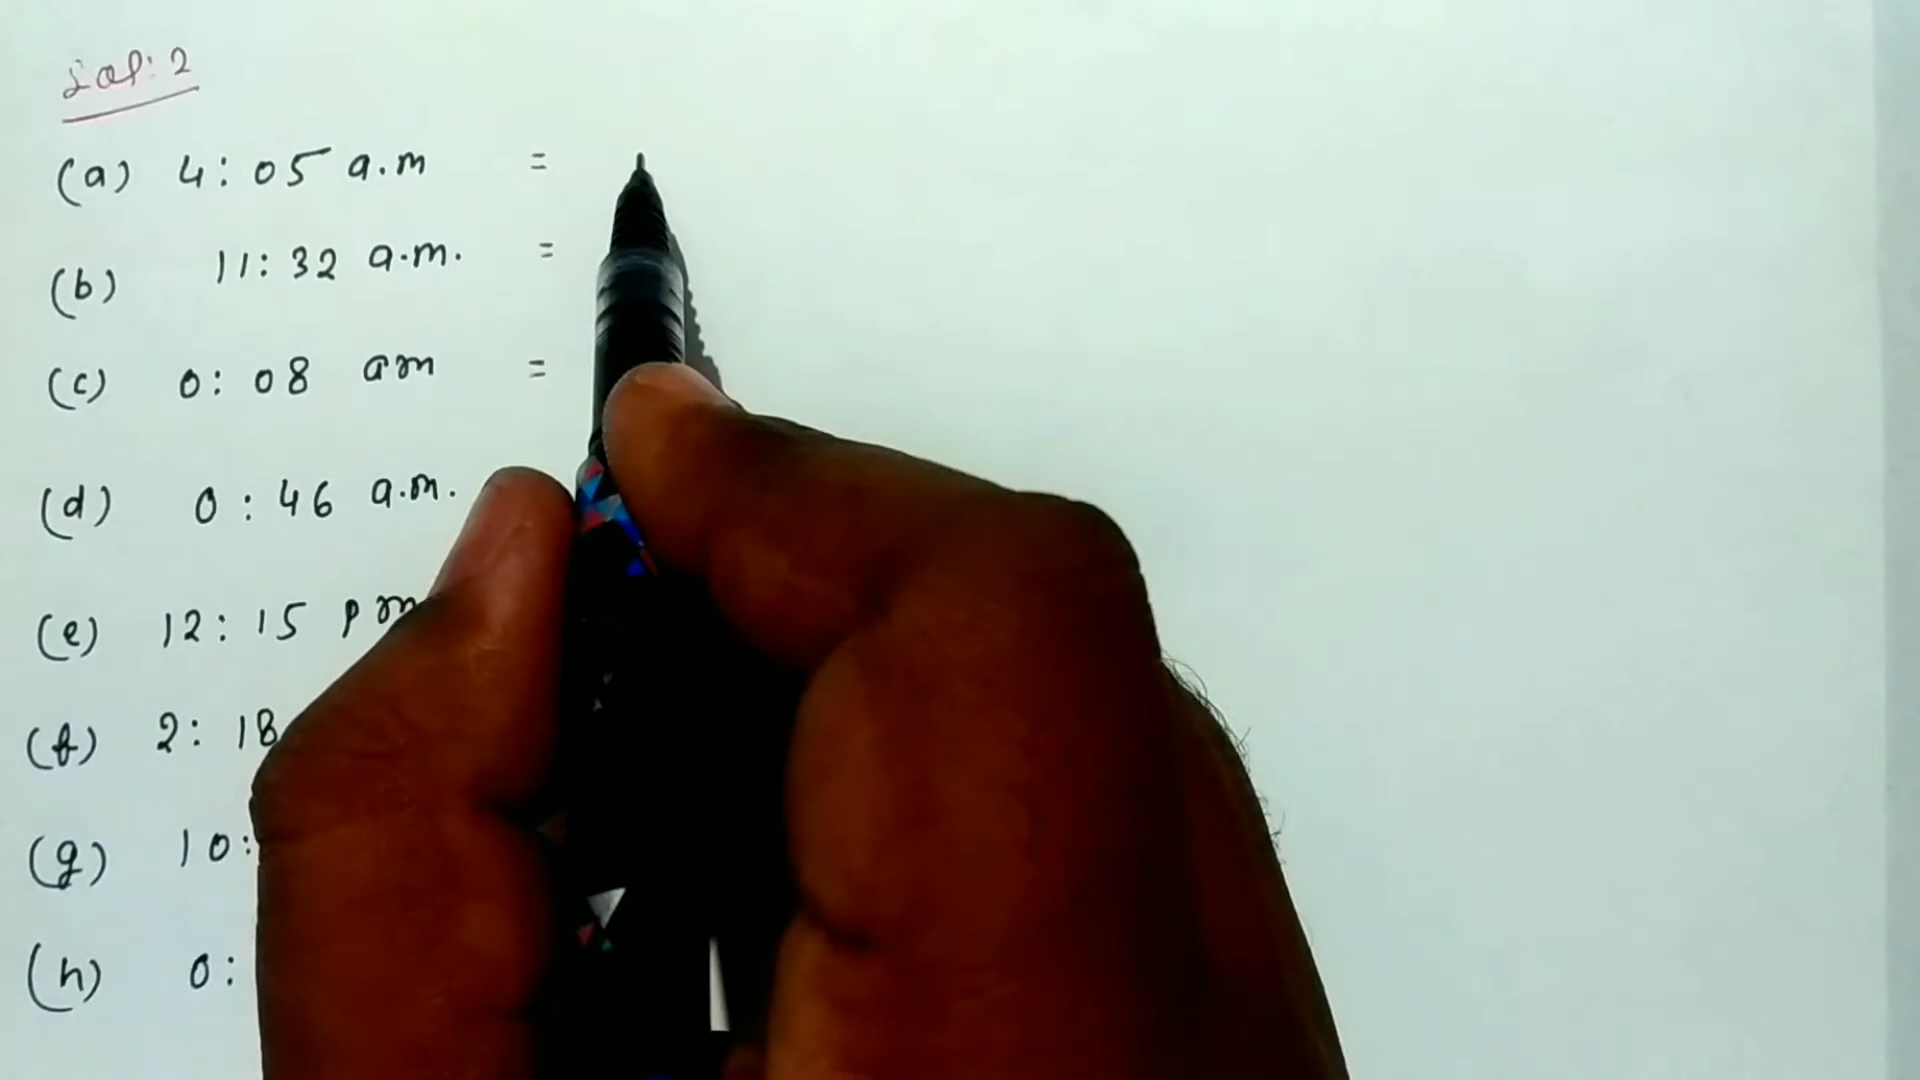 Sol: 2
(a) 4:05 a.m =
(b) 11:32 a.m. =
(c) 0:08 am =
(d) 0:46 a.m.
(e) 12:15 pm
(f) 2:18
(g) 10:
(h) 0: